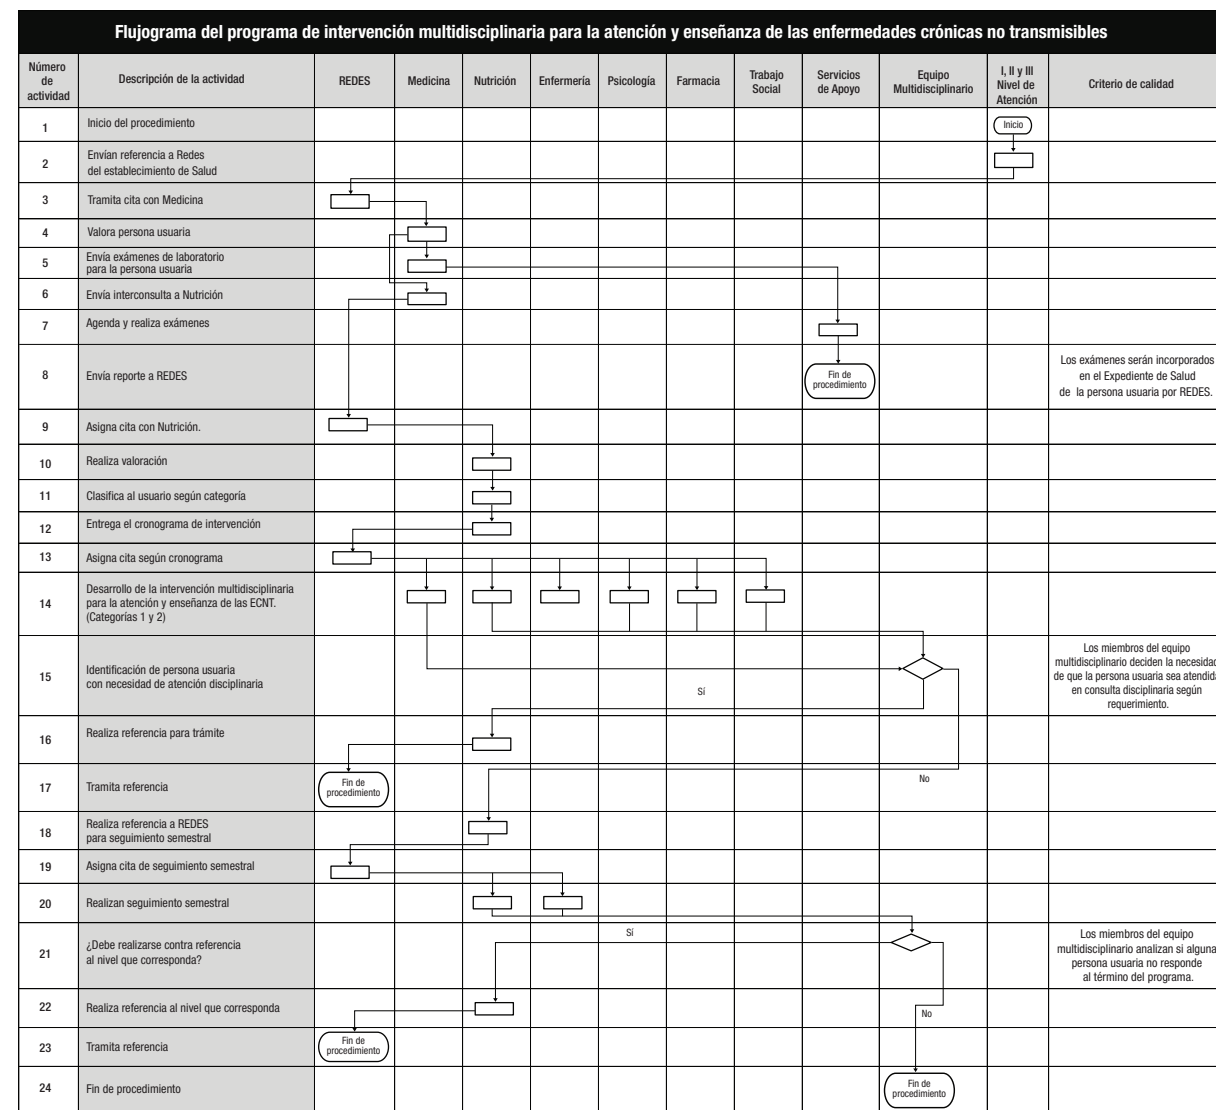 Flujograma del programa de intervención multidisciplinaria para la atención y enseñanza de las enfermedades crónicas no transmisibles
Número
de
actividad
Descripción de la actividad
REDES
Medicina
Nutrición
Enfermería
Psicología
Farmacia
Trabajo
Social
Servicios
de Apoyo
Equipo
Multidisciplinario
I, II y III
Nivel de
Atención
Criterio de calidad
1
Inicio del procedimiento
Inicio
2
Envían referencia a Redes
del establecimiento de Salud
3
Tramita cita con Medicina
4
Valora persona usuaria
5
Envía exámenes de laboratorio
para la persona usuaria
6
Envía interconsulta a Nutrición
7
Agenda y realiza exámenes
8
Envía reporte a REDES
Fin de
procedimiento
Los exámenes serán incorporados
en el Expediente de Salud
de la persona usuaria por REDES.
9
Asigna cita con Nutrición.
10
Realiza valoración
11
Clasifica al usuario según categoría
12
Entrega el cronograma de intervención
13
Asigna cita según cronograma
14
Desarrollo de la intervención multidisciplinaria
para la atención y enseñanza de las ECNT.
(Categorías 1 y 2)
15
Identificación de persona usuaria
con necesidad de atención disciplinaria
Sí
Los miembros del equipo
multidisciplinario deciden la necesidad
de que la persona usuaria sea atendida
en consulta disciplinaria según
requerimiento.
16
Realiza referencia para trámite
17
Tramita referencia
Fin de
procedimiento
No
18
Realiza referencia a REDES
para seguimiento semestral
19
Asigna cita de seguimiento semestral
20
Realizan seguimiento semestral
21
¿Debe realizarse contra referencia
al nivel que corresponda?
Sí
Los miembros del equipo
multidisciplinario analizan si alguna
persona usuaria no responde
al término del programa.
22
Realiza referencia al nivel que corresponda
No
23
Tramita referencia
Fin de
procedimiento
24
Fin de procedimiento
Fin de
procedimiento